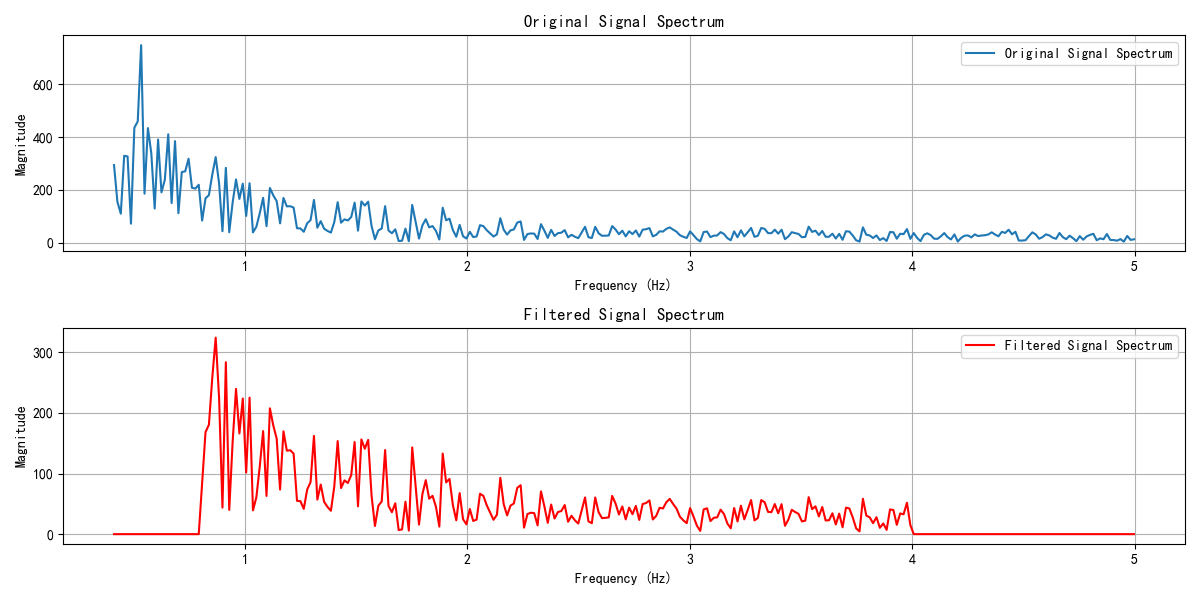 Original Signal Spectrum
Original Signal Spectrum
600
400
200
0
Magnitude
1
2
3
4
5
Frequency (Hz)
Filtered Signal Spectrum
Filtered Signal Spectrum
300
200
100
0
Magnitude
1
2
3
4
5
Frequency (Hz)